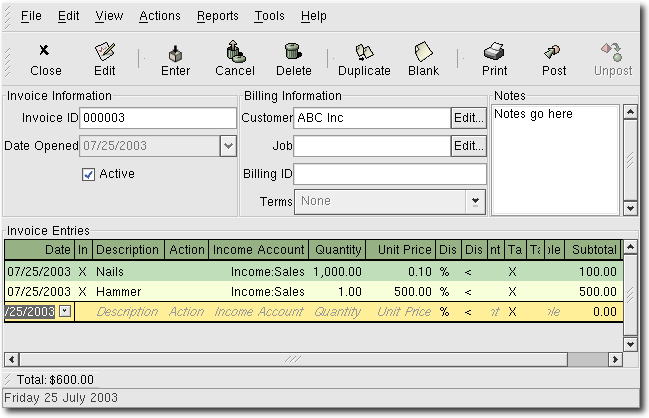 File Edit View Actions Reports Tools Help
Close Edit Enter Cancel Delete Duplicate Blank Print Post Unpost
Invoice Information
Invoice ID 000003
Date Opened 07/25/2003
Active
Billing Information
Customer ABC Inc Edit...
Job Edit...
Billing ID
Terms None
Notes
Notes go here
Invoice Entries
Date In Description Action Income Account Quantity Unit Price Dis Dis nt Ta Ta ole Subtotal
07/25/2003 X Nails Income:Sales 1,000.00 0.10 % < X 100.00
07/25/2003 X Hammer Income:Sales 1.00 500.00 % < X 500.00
/25/2003 Description Action Income Account Quantity Unit Price % < nt X ole 0.00
Total: $600.00
Friday 25 July 2003